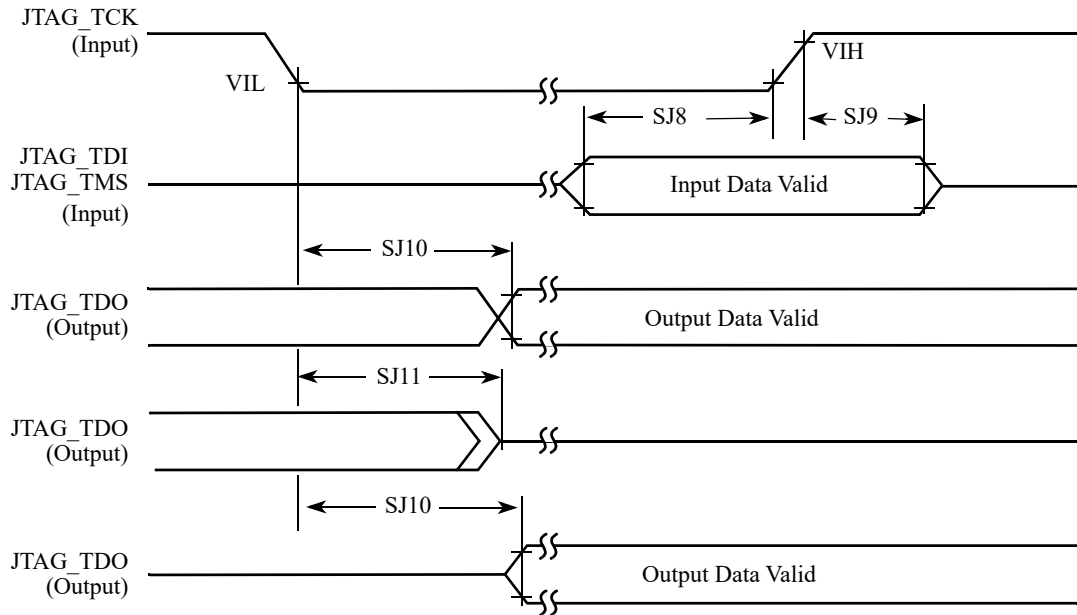 JTAG_TCK
(Input)
VIL
VIH
SJ8
SJ9
JTAG_TDI
JTAG_TMS
(Input)
Input Data Valid
SJ10
JTAG_TDO
(Output)
Output Data Valid
SJ11
JTAG_TDO
(Output)
SJ10
JTAG_TDO
(Output)
Output Data Valid